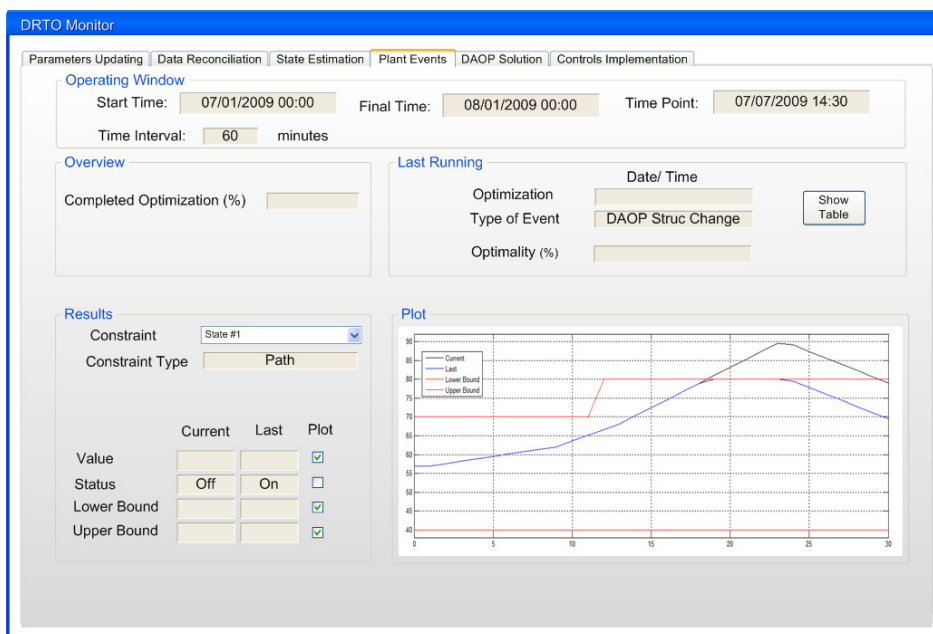 DRTO Monitor
Parameters Updating Data Reconciliation State Estimation Plant Events DAOP Solution Controls Implementation
Operating Window
Start Time: 07/01/2009 00:00 Final Time: 08/01/2009 00:00 Time Point: 07/07/2009 14:30
Time Interval: 60 minutes
Overview
Completed Optimization (%)
Last Running
Date/ Time
Optimization
Type of Event DAOP Struc Change
Optimality (%)
Show
Table
Results
Constraint State #1
Constraint Type Path
Current Last Plot
Value
Status Off On
Lower Bound
Upper Bound
Plot
Current
Last
Lower Bound
Upper Bound
90
85
80
75
70
65
60
55
50
45
40
0 5 10 15 20 25 30